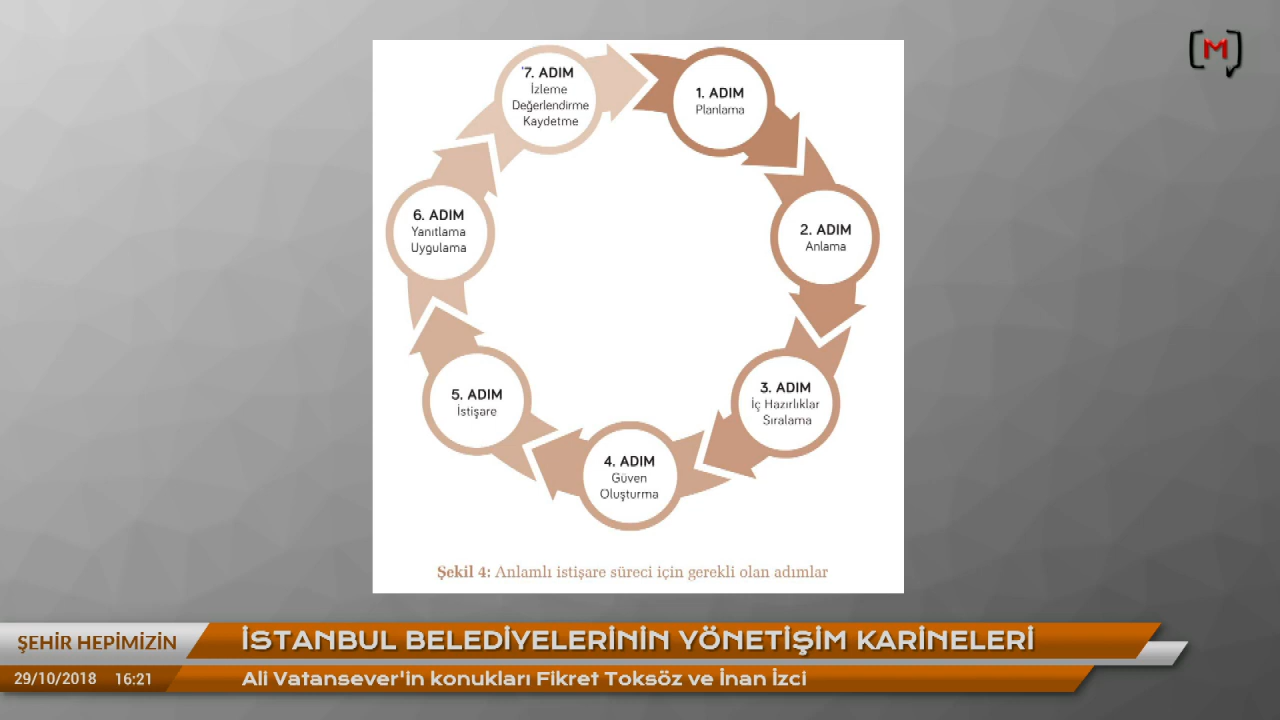 '7. ADIM
İzleme
Değerlendirme
Kaydetme
1. ADIM
Planlama
2. ADIM
Anlama
3. ADIM
İç Hazırlıklar
Sıralama
4. ADIM
Güven
Oluşturma
5. ADIM
İstişare
6. ADIM
Yanıtlama
Uygulama
Şekil 4: Anlamlı istişare süreci için gerekli olan adımlar
[M]
ŞEHİR HEPİMİZİN
İSTANBUL BELEDİYELERİNİN YÖNETİŞİM KARİNELERİ
29/10/2018 16:21
Ali Vatansever'in konukları Fikret Toksöz ve İnan İzci